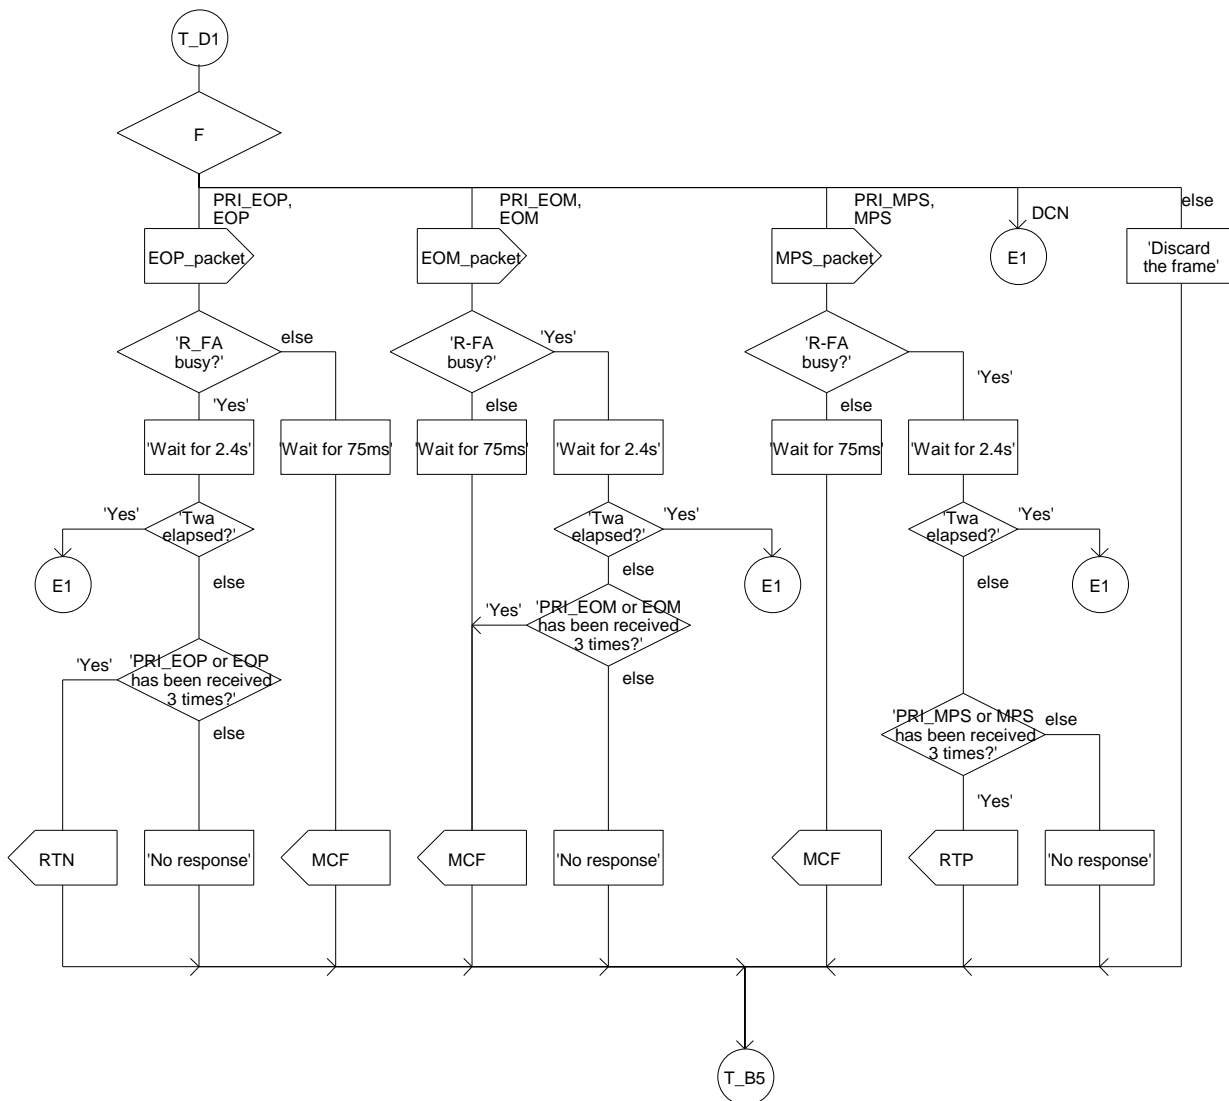 T_D1
F
PRI_EOP,
EOP
PRI_EOM,
EOM
PRI_MPS,
MPS
DCN
else
EOP_packet
EOM_packet
MPS_packet
E1
'Discard
the frame'
'R_FA
busy?'
else
'R-FA
busy?'
'Yes'
'R-FA
busy?'
'Yes'
'Yes'
else
else
'Wait for 2.4s'
'Wait for 75ms'
'Wait for 75ms'
'Wait for 2.4s'
'Wait for 75ms'
'Wait for 2.4s'
'Yes'
'Twa
elapsed?'
'Twa
elapsed?'
'Yes'
'Twa
elapsed?'
'Yes'
E1
else
else
E1
else
E1
'Yes'
'PRI_EOM or EOM
has been received
3 times?'
else
'Yes'
'PRI_EOP or EOP
has been received
3 times?'
else
'PRI_MPS or MPS
has been received
3 times?'
else
'Yes'
RTN
'No response'
MCF
MCF
'No response'
MCF
RTP
'No response'
T_B5